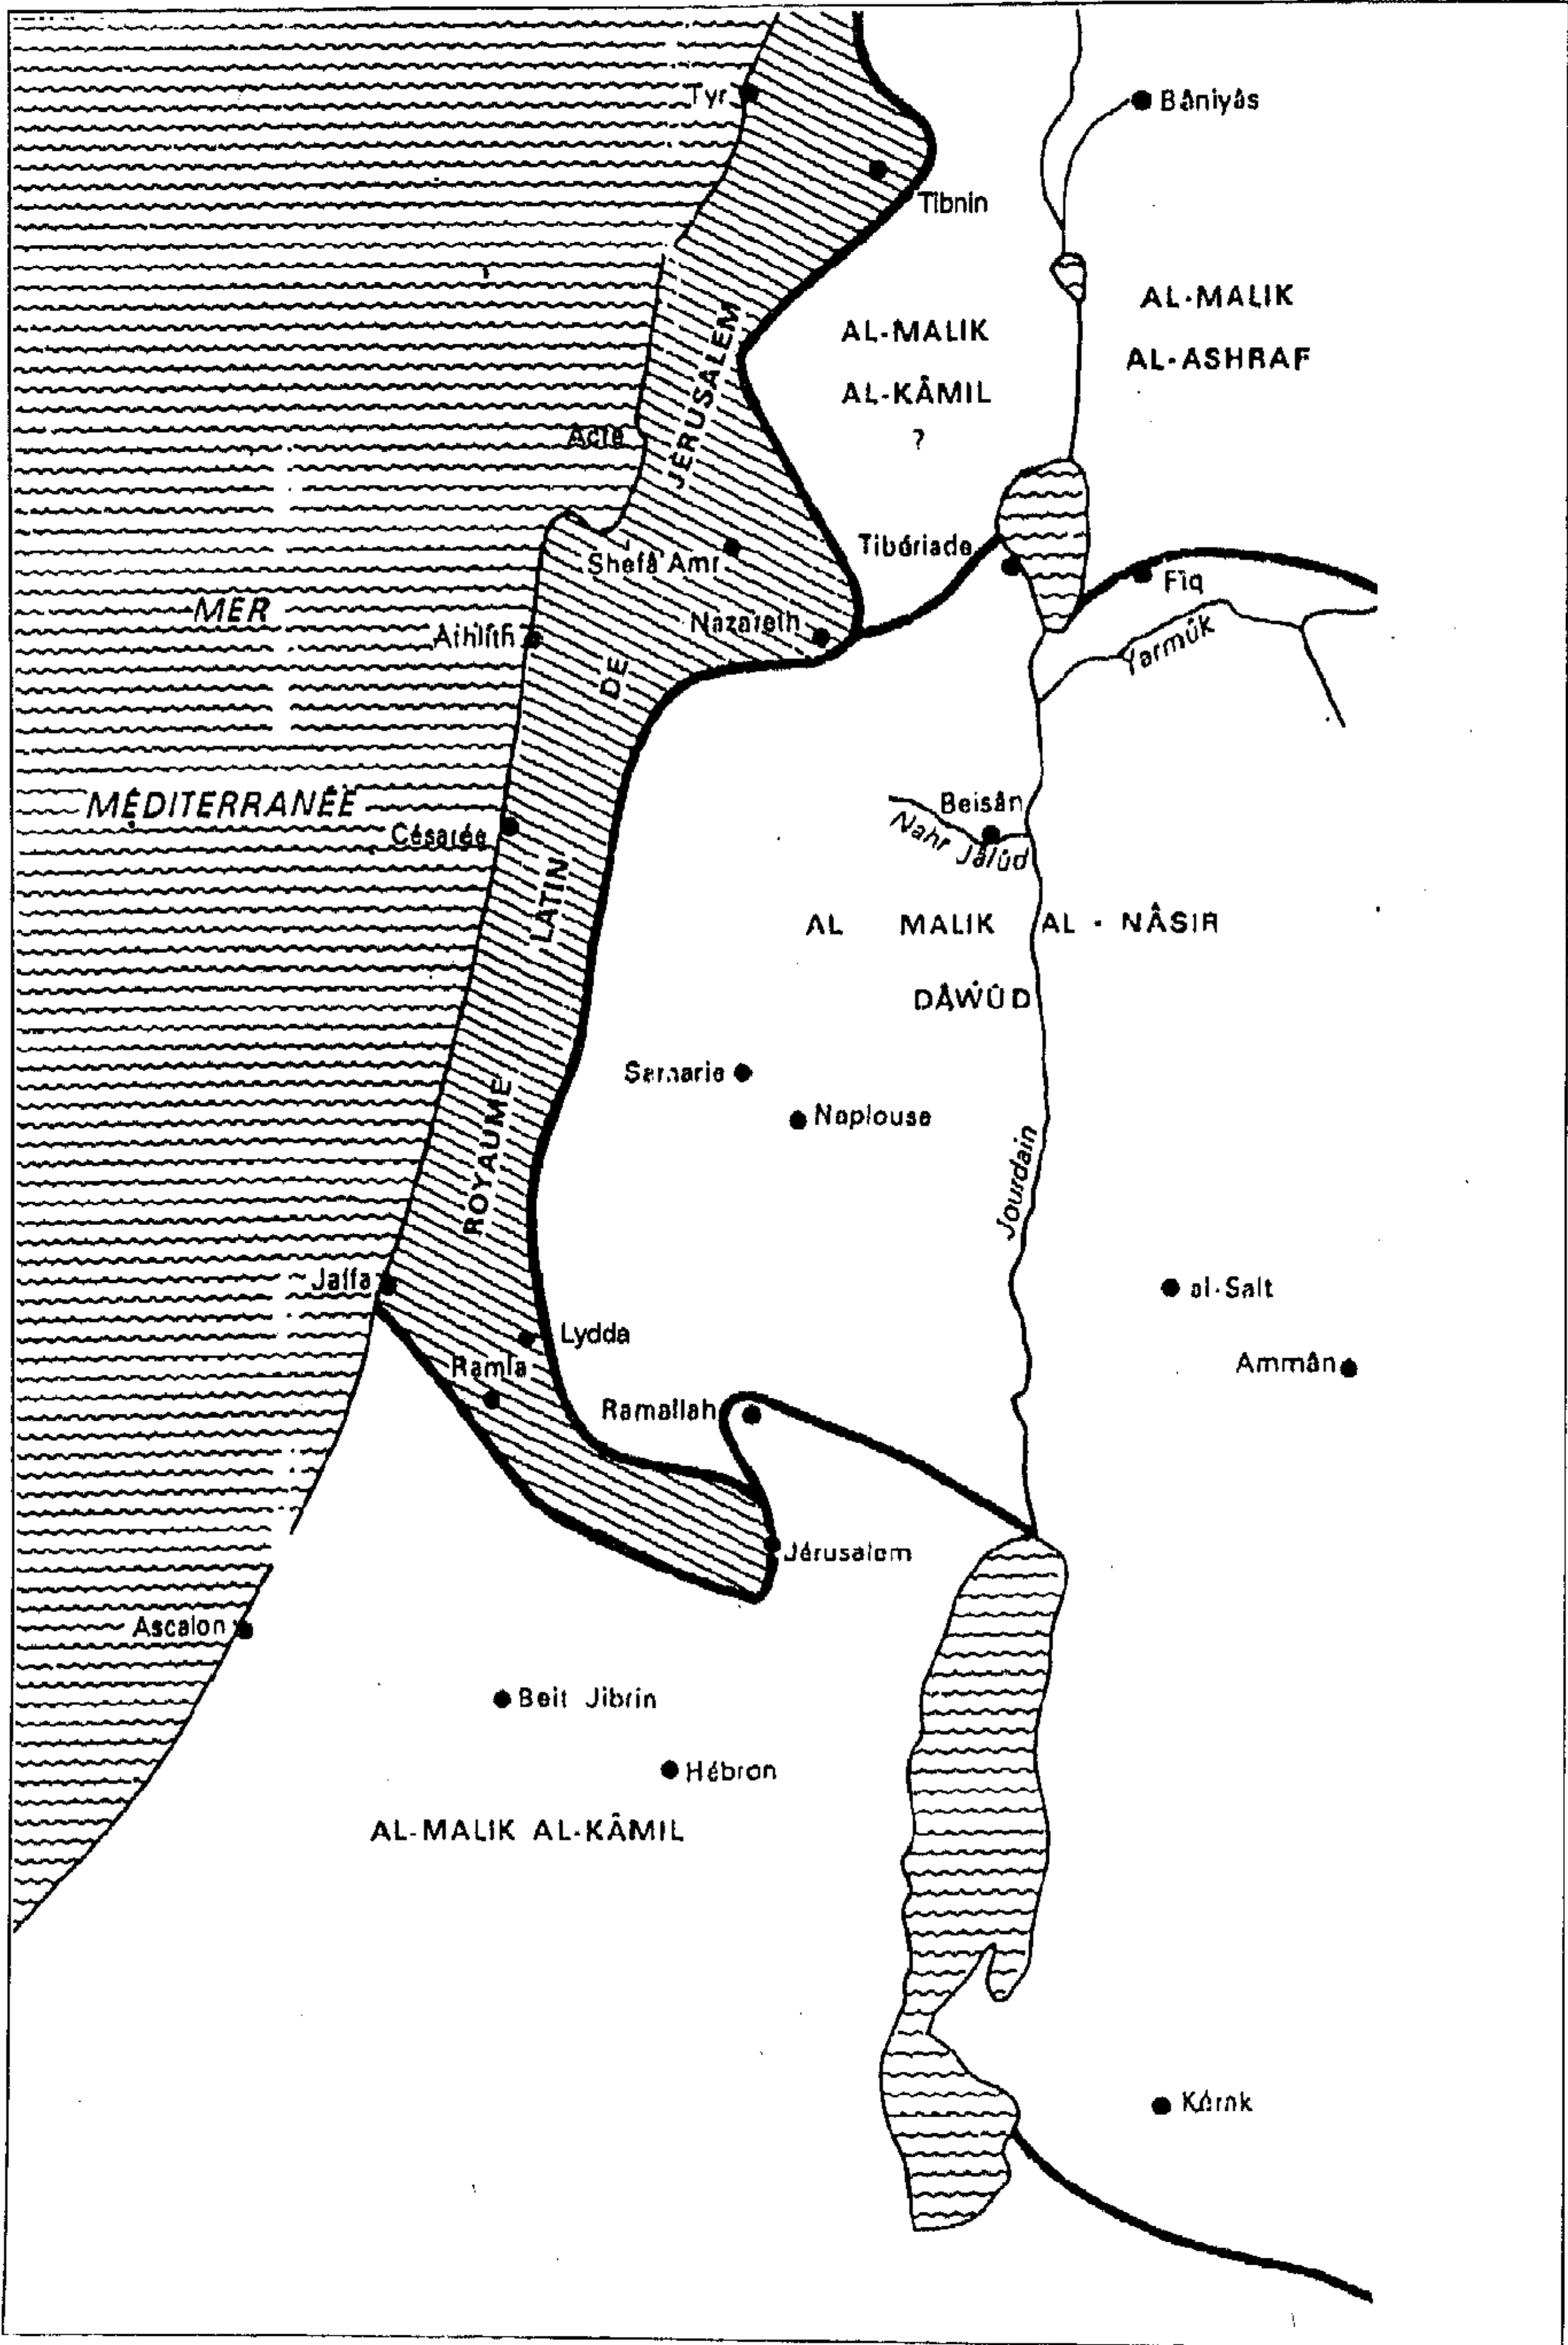 Tyr
Bâniyâs
Tibnin
AL-MALIK
AL-ASHRAF
AL-MALIK
AL-KÂMIL
?
Acre
JÉRUSALEM
Tibériade
Shefâ Amr
Fîq
MER
Athlîth
Nazareth
Yarmûk
DE
MÉDITERRANÉE
Beisân
Césarée
Nahr Jâlûd
LATIN
AL MALIK AL-NÂSIR
DÂWÛD
Samarie
Naplouse
ROYAUME
Jourdain
Jaffa
al-Salt
Lydda
Ramla
Ammân
Ramallah
Jérusalem
Ascalon
Beit Jibrin
Hébron
AL-MALIK AL-KÂMIL
Kérak